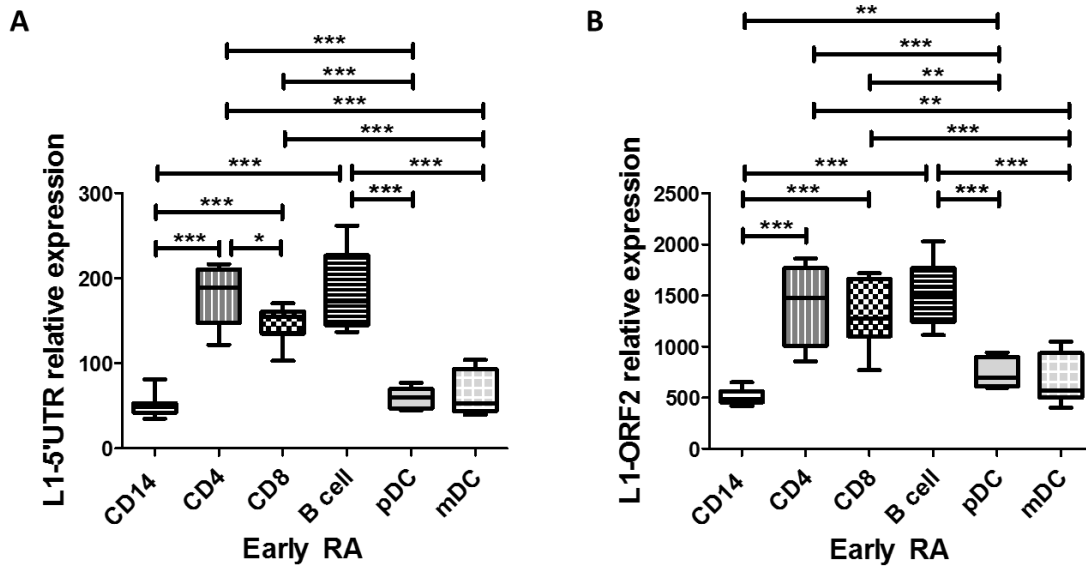 A
***
***
***
***
***
***
***
***
***
*
L1-5'UTR relative expression
300
200
100
0
CD14
CD4
CD8
B cell
pDC
mDC
Early RA
B
**
***
**
**
***
***
***
***
***
***
L1-ORF2 relative expression
2500
2000
1500
1000
500
0
CD14
CD4
CD8
B cell
pDC
mDC
Early RA